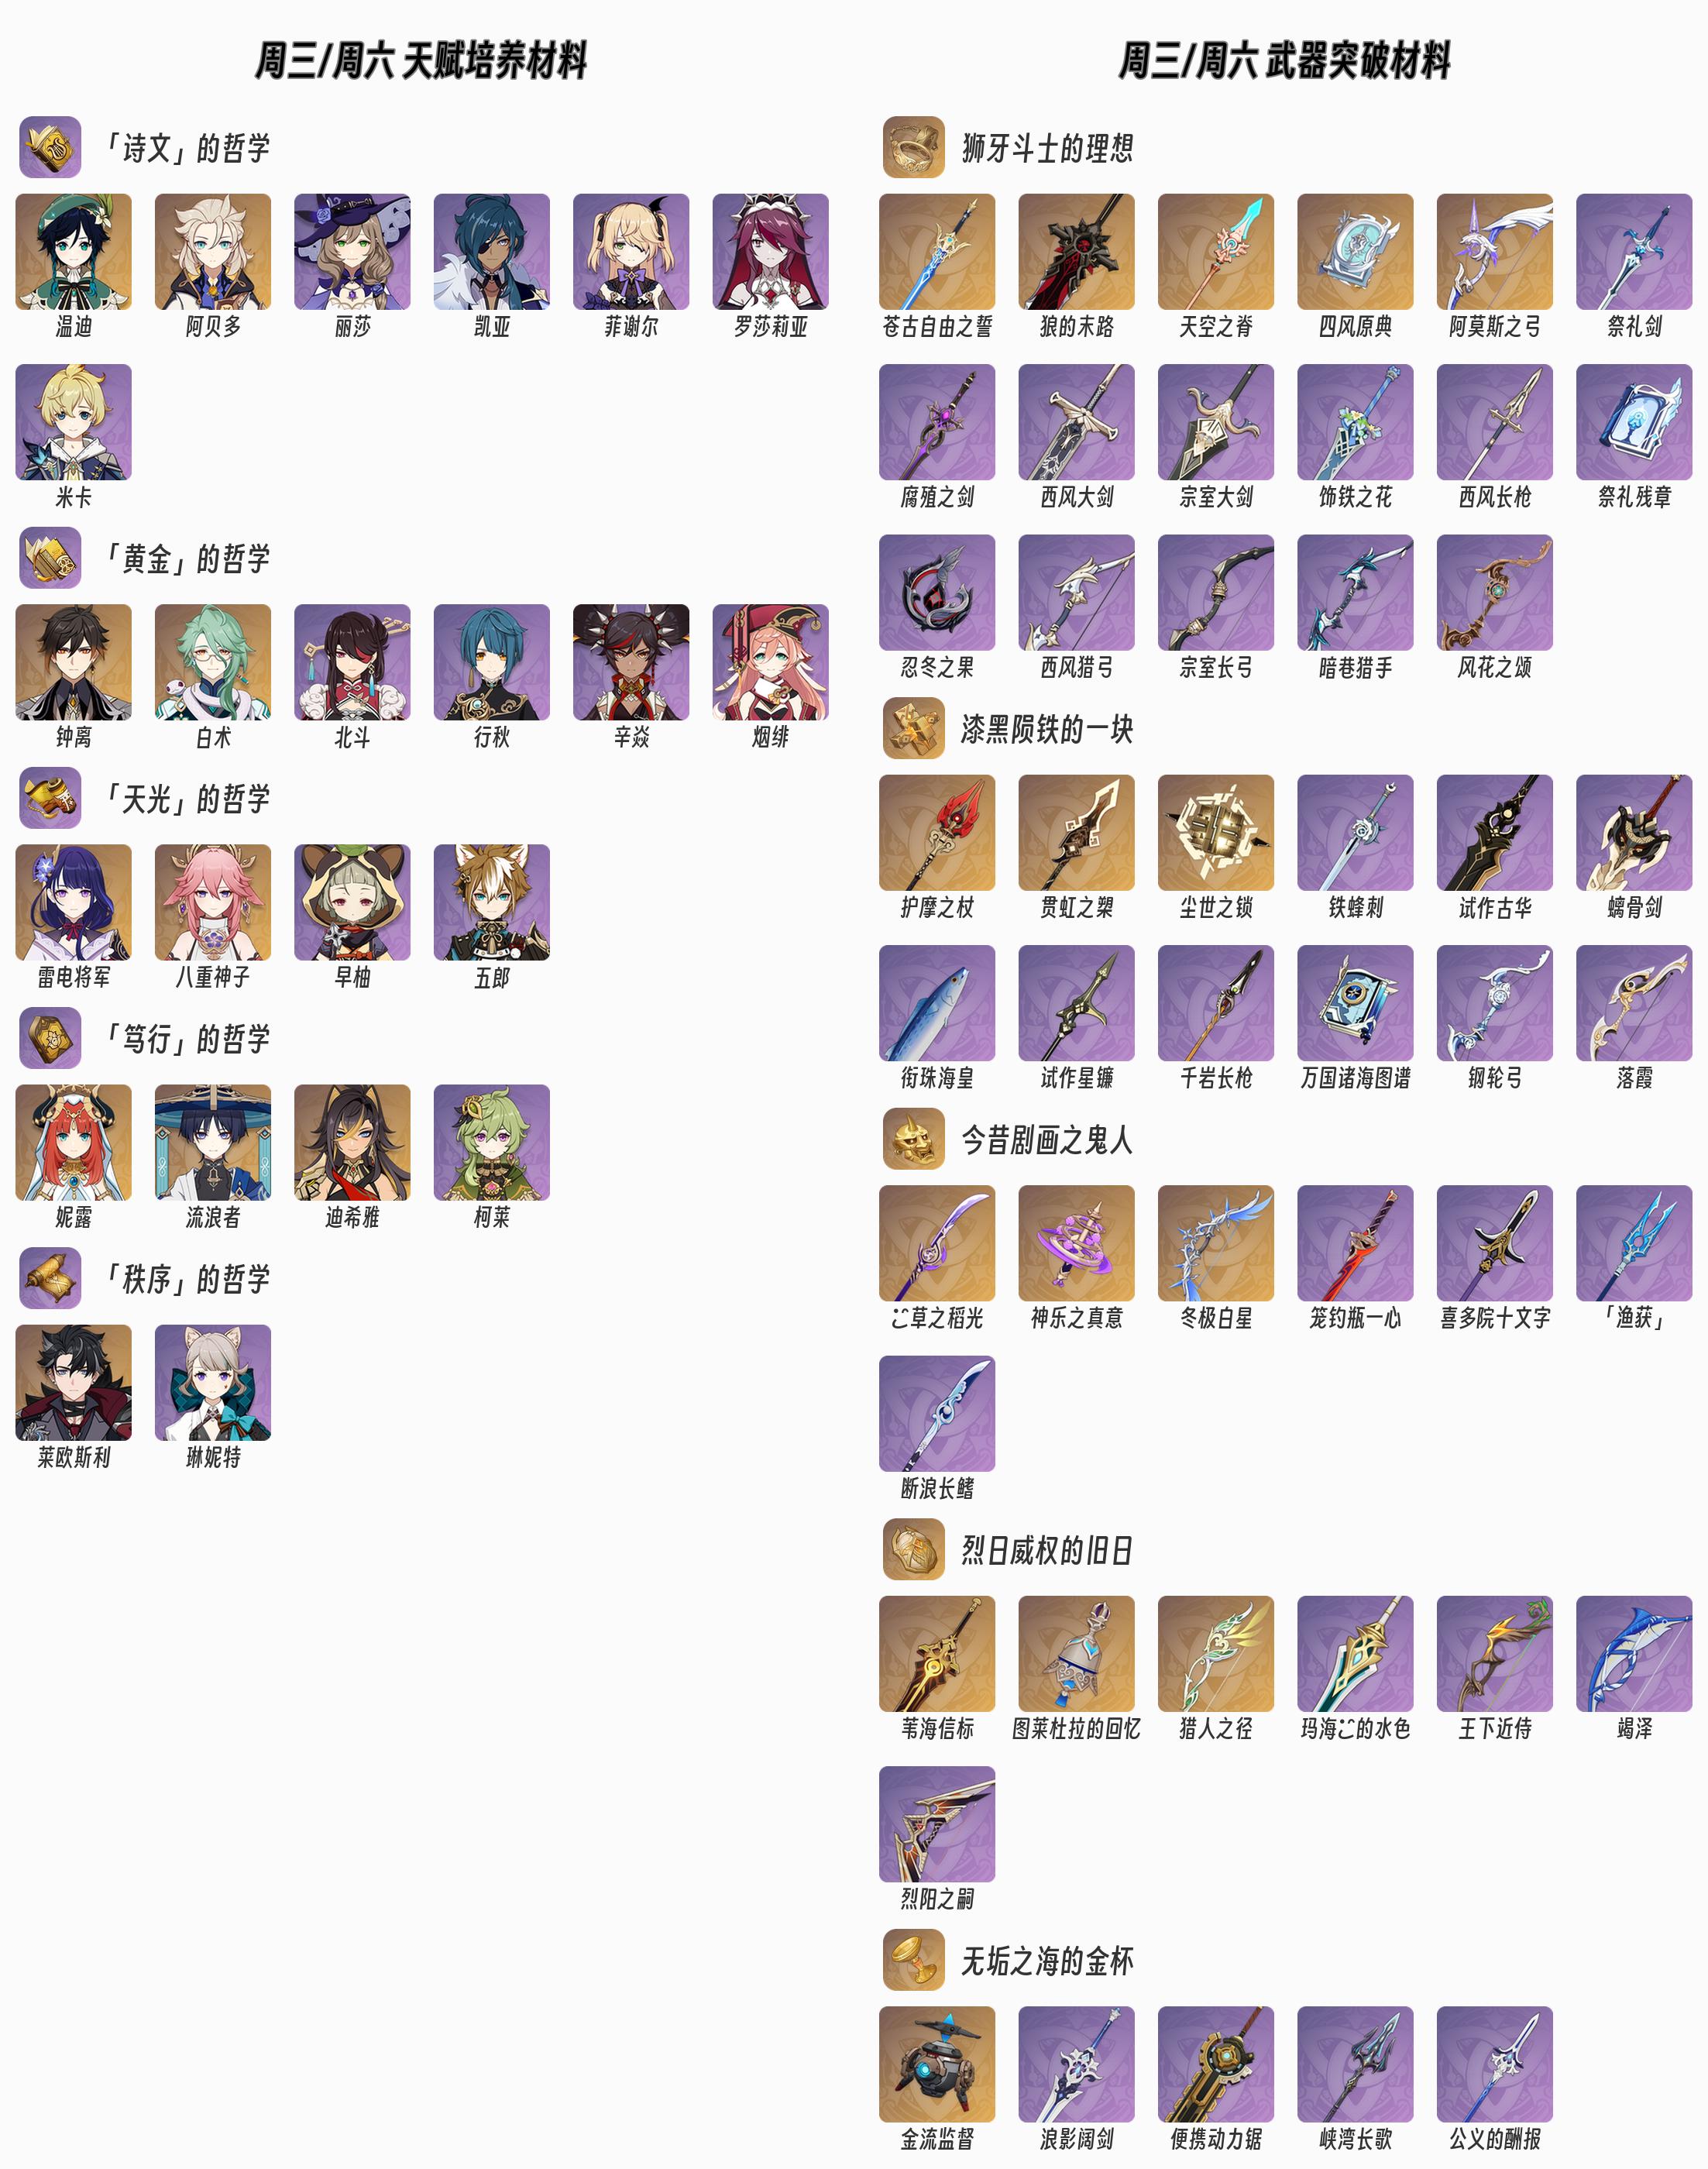 周三/周六 天赋培养材料
「诗文」的哲学
温迪 阿贝多 丽莎 凯亚 菲谢尔 罗莎莉亚
米卡
「黄金」的哲学
钟离 白术 北斗 行秋 辛焱 烟绯
「天光」的哲学
雷电将军 八重神子 早柚 五郎
「笃行」的哲学
妮露 流浪者 迪希雅 柯莱
「秩序」的哲学
莱欧斯利 琳妮特
周三/周六 武器突破材料
狮牙斗士的理想
苍古自由之誓 狼的末路 天空之脊 四风原典 阿莫斯之弓 祭礼剑
腐殖之剑 西风大剑 宗室大剑 饰铁之花 西风长枪 祭礼残章
忍冬之果 西风猎弓 宗室长弓 暗巷猎手 风花之颂
漆黑陨铁的一块
护摩之杖 贯虹之槊 尘世之锁 铁蜂刺 试作古华 螭骨剑
衔珠海皇 试作星镰 千岩长枪 万国诸海图谱 钢轮弓 落霞
今昔剧画之鬼人
草之稻光 神乐之真意 冬极白星 笼钓瓶一心 喜多院十文字 「渔获」
断浪长鳍
烈日威权的旧日
苇海信标 图莱杜拉的回忆 猎人之径 玛海的水色 王下近侍 竭泽
烈阳之嗣
无垢之海的金杯
金流监督 浪影阔剑 便携动力锯 峡湾长歌 公义的酬报